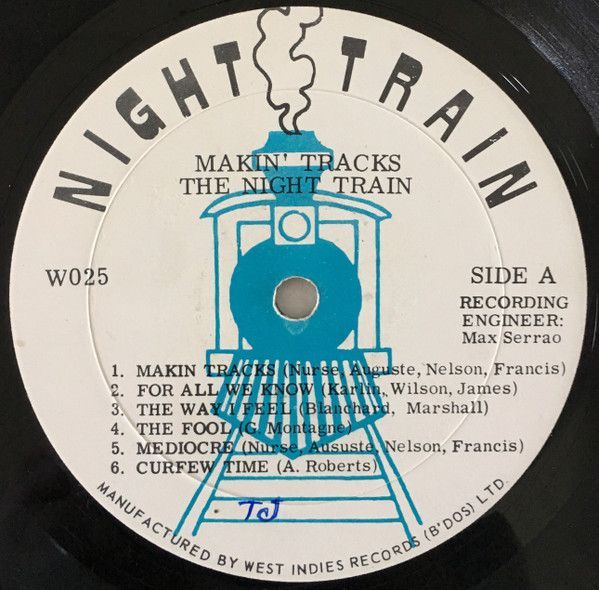 NIGHT TRAIN
MAKIN' TRACKS
THE NIGHT TRAIN
W025
SIDE A
RECORDING
ENGINEER:
Max Serrao
1. MAKIN TRACKS (Nurse, Auguste, Nelson, Francis)
2. FOR ALL WE KNOW (Karlin, Wilson, James)
3. THE WAY I FEEL (Blanchard, Marshall)
4. THE FOOL (G. Montagne)
5. MEDIOCRE (Nurse, Aususte, Nelson, Francis)
6. CURFEW TIME (A. Roberts)
TJ
MANUFACTURED BY WEST INDIES RECORDS (B'DOS) LTD.